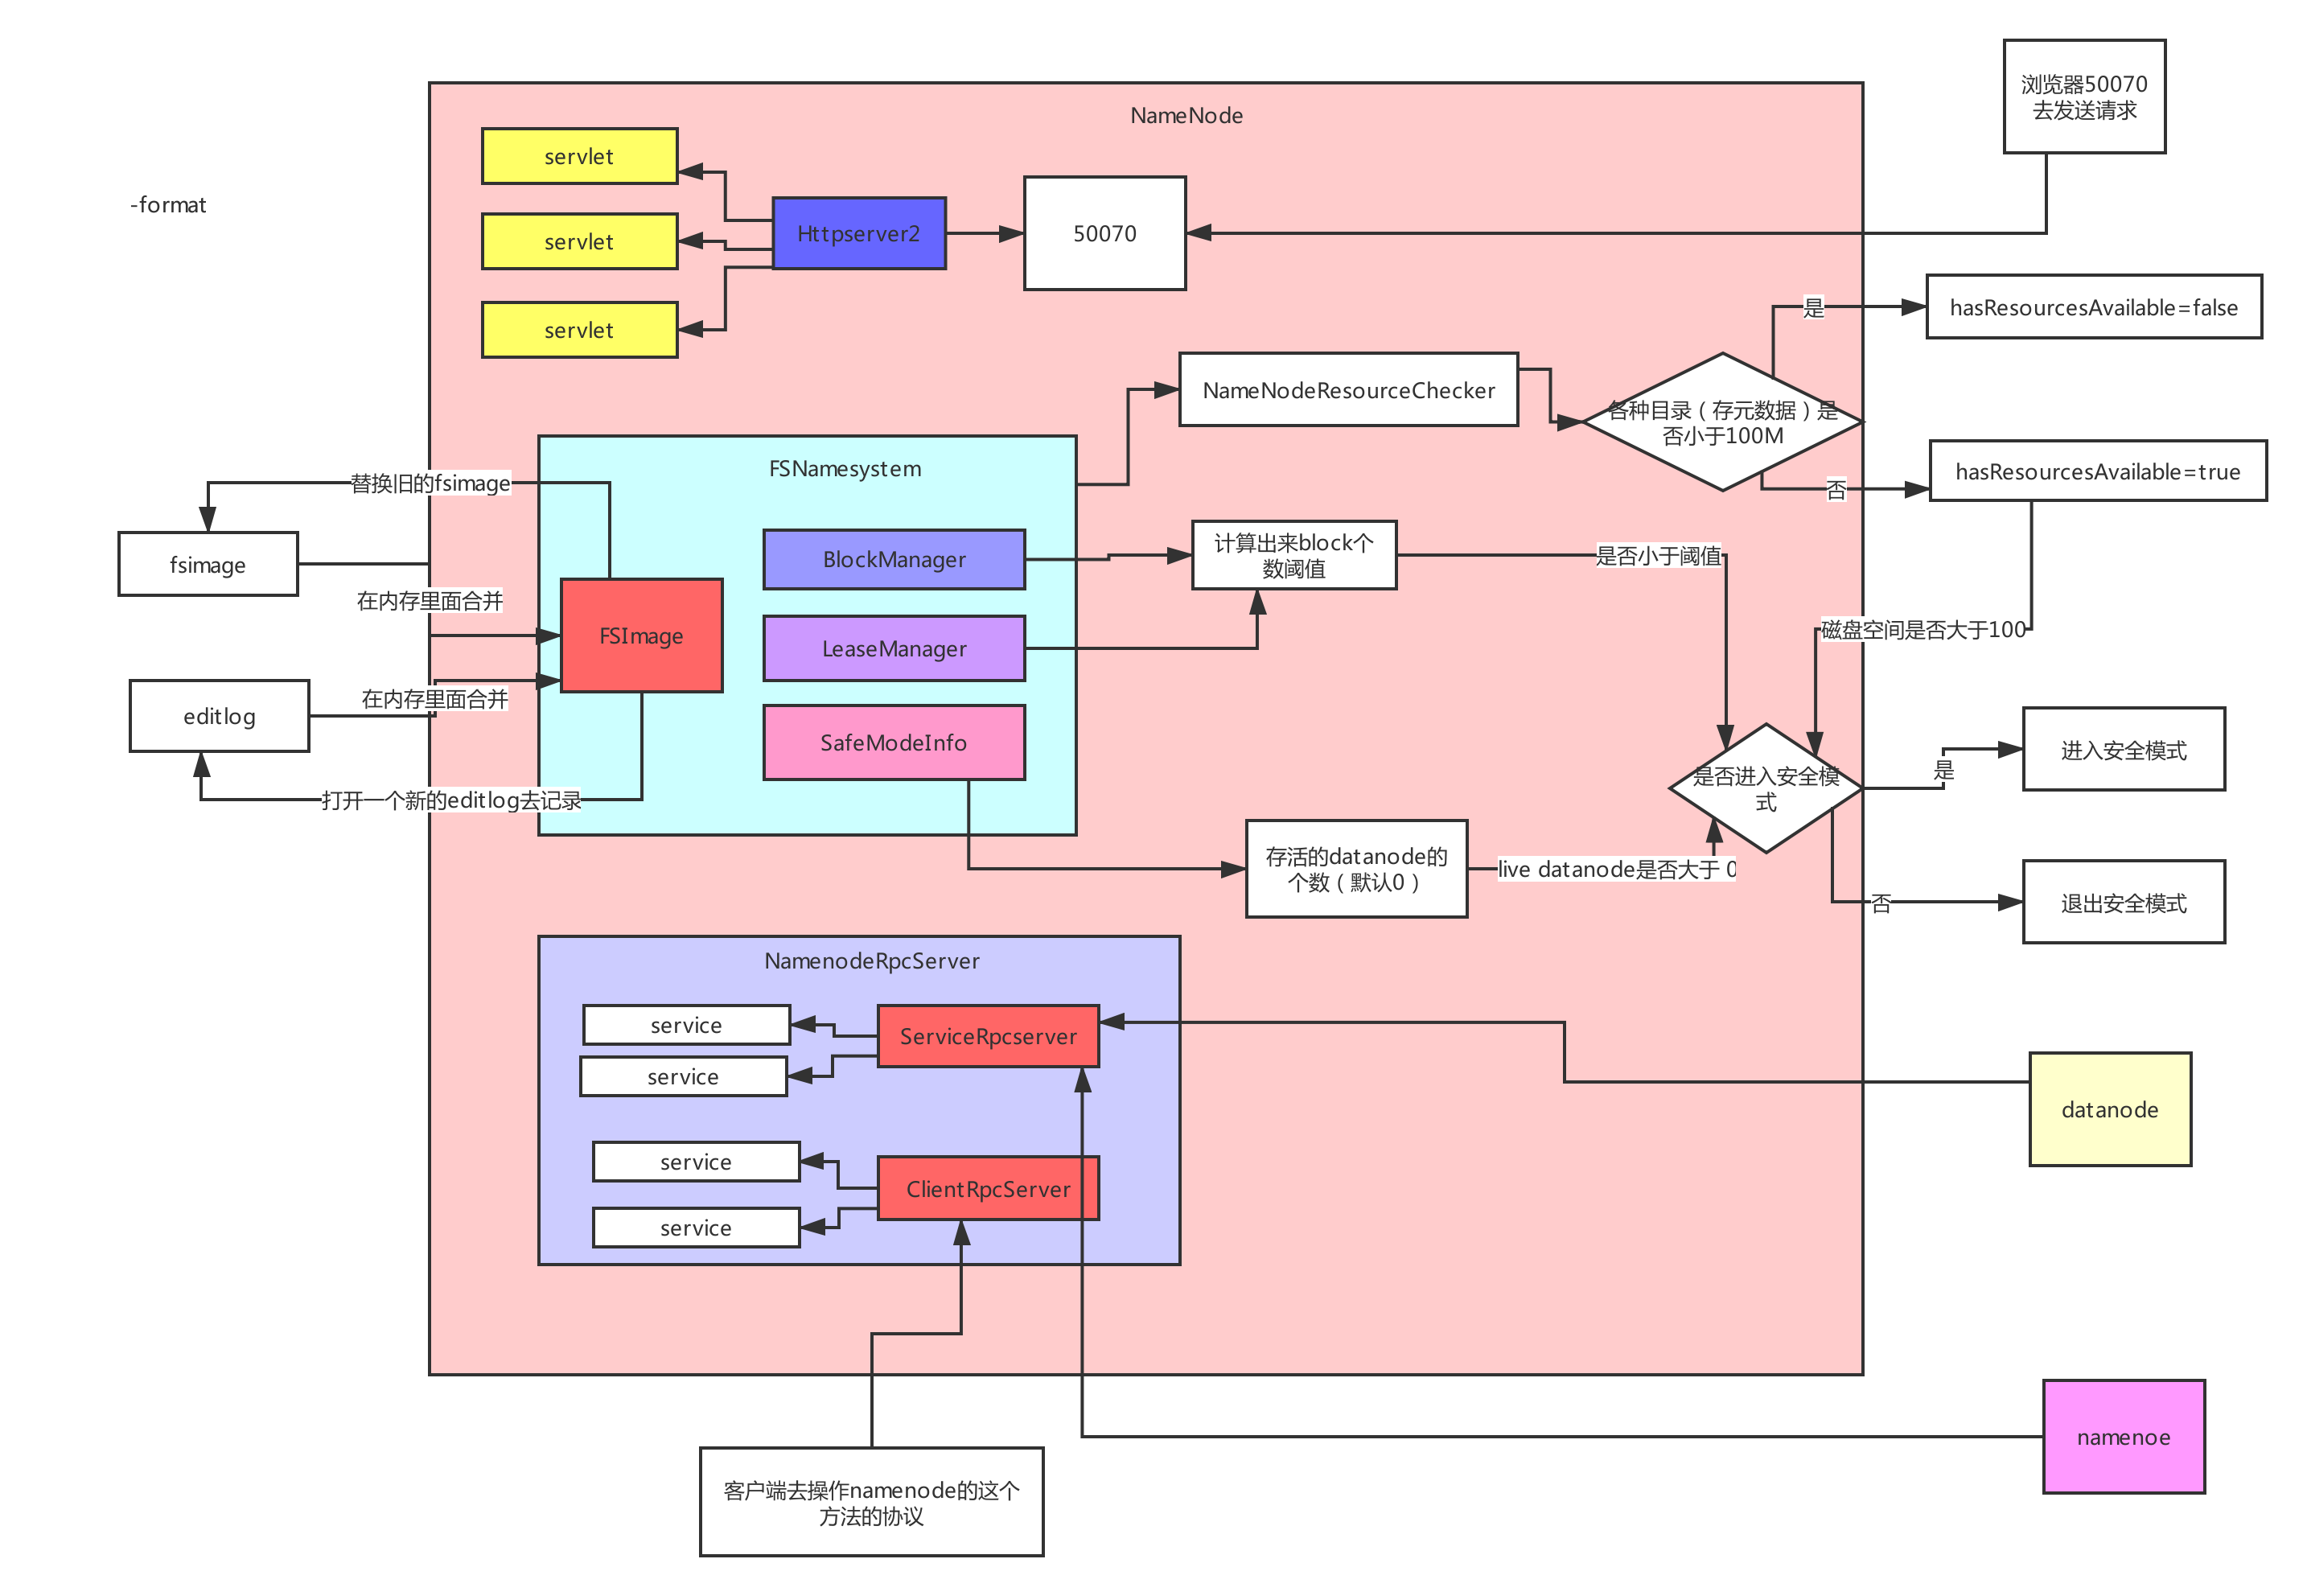 浏览器50070
去发送请求
NameNode
servlet
-format
servlet
Httpserver2
50070
servlet
是
hasResourcesAvailable=false
NameNodeResourceChecker
各种目录（存元数据）是
否小于100M
FSNamesystem
替换旧的fsimage
否
hasResourcesAvailable=true
fsimage
BlockManager
计算出来block个
数阈值
是否小于阈值
在内存里面合并
FSImage
LeaseManager
磁盘空间是否大于100
editlog
在内存里面合并
SafeModeInfo
是否进入安全模
式
是
进入安全模式
打开一个新的editlog去记录
存活的datanode的
个数（默认0）
live datanode是否大于 0
否
退出安全模式
NamenodeRpcServer
service
ServiceRpcserver
service
datanode
service
ClientRpcServer
service
namenoe
客户端去操作namenode的这个
方法的协议